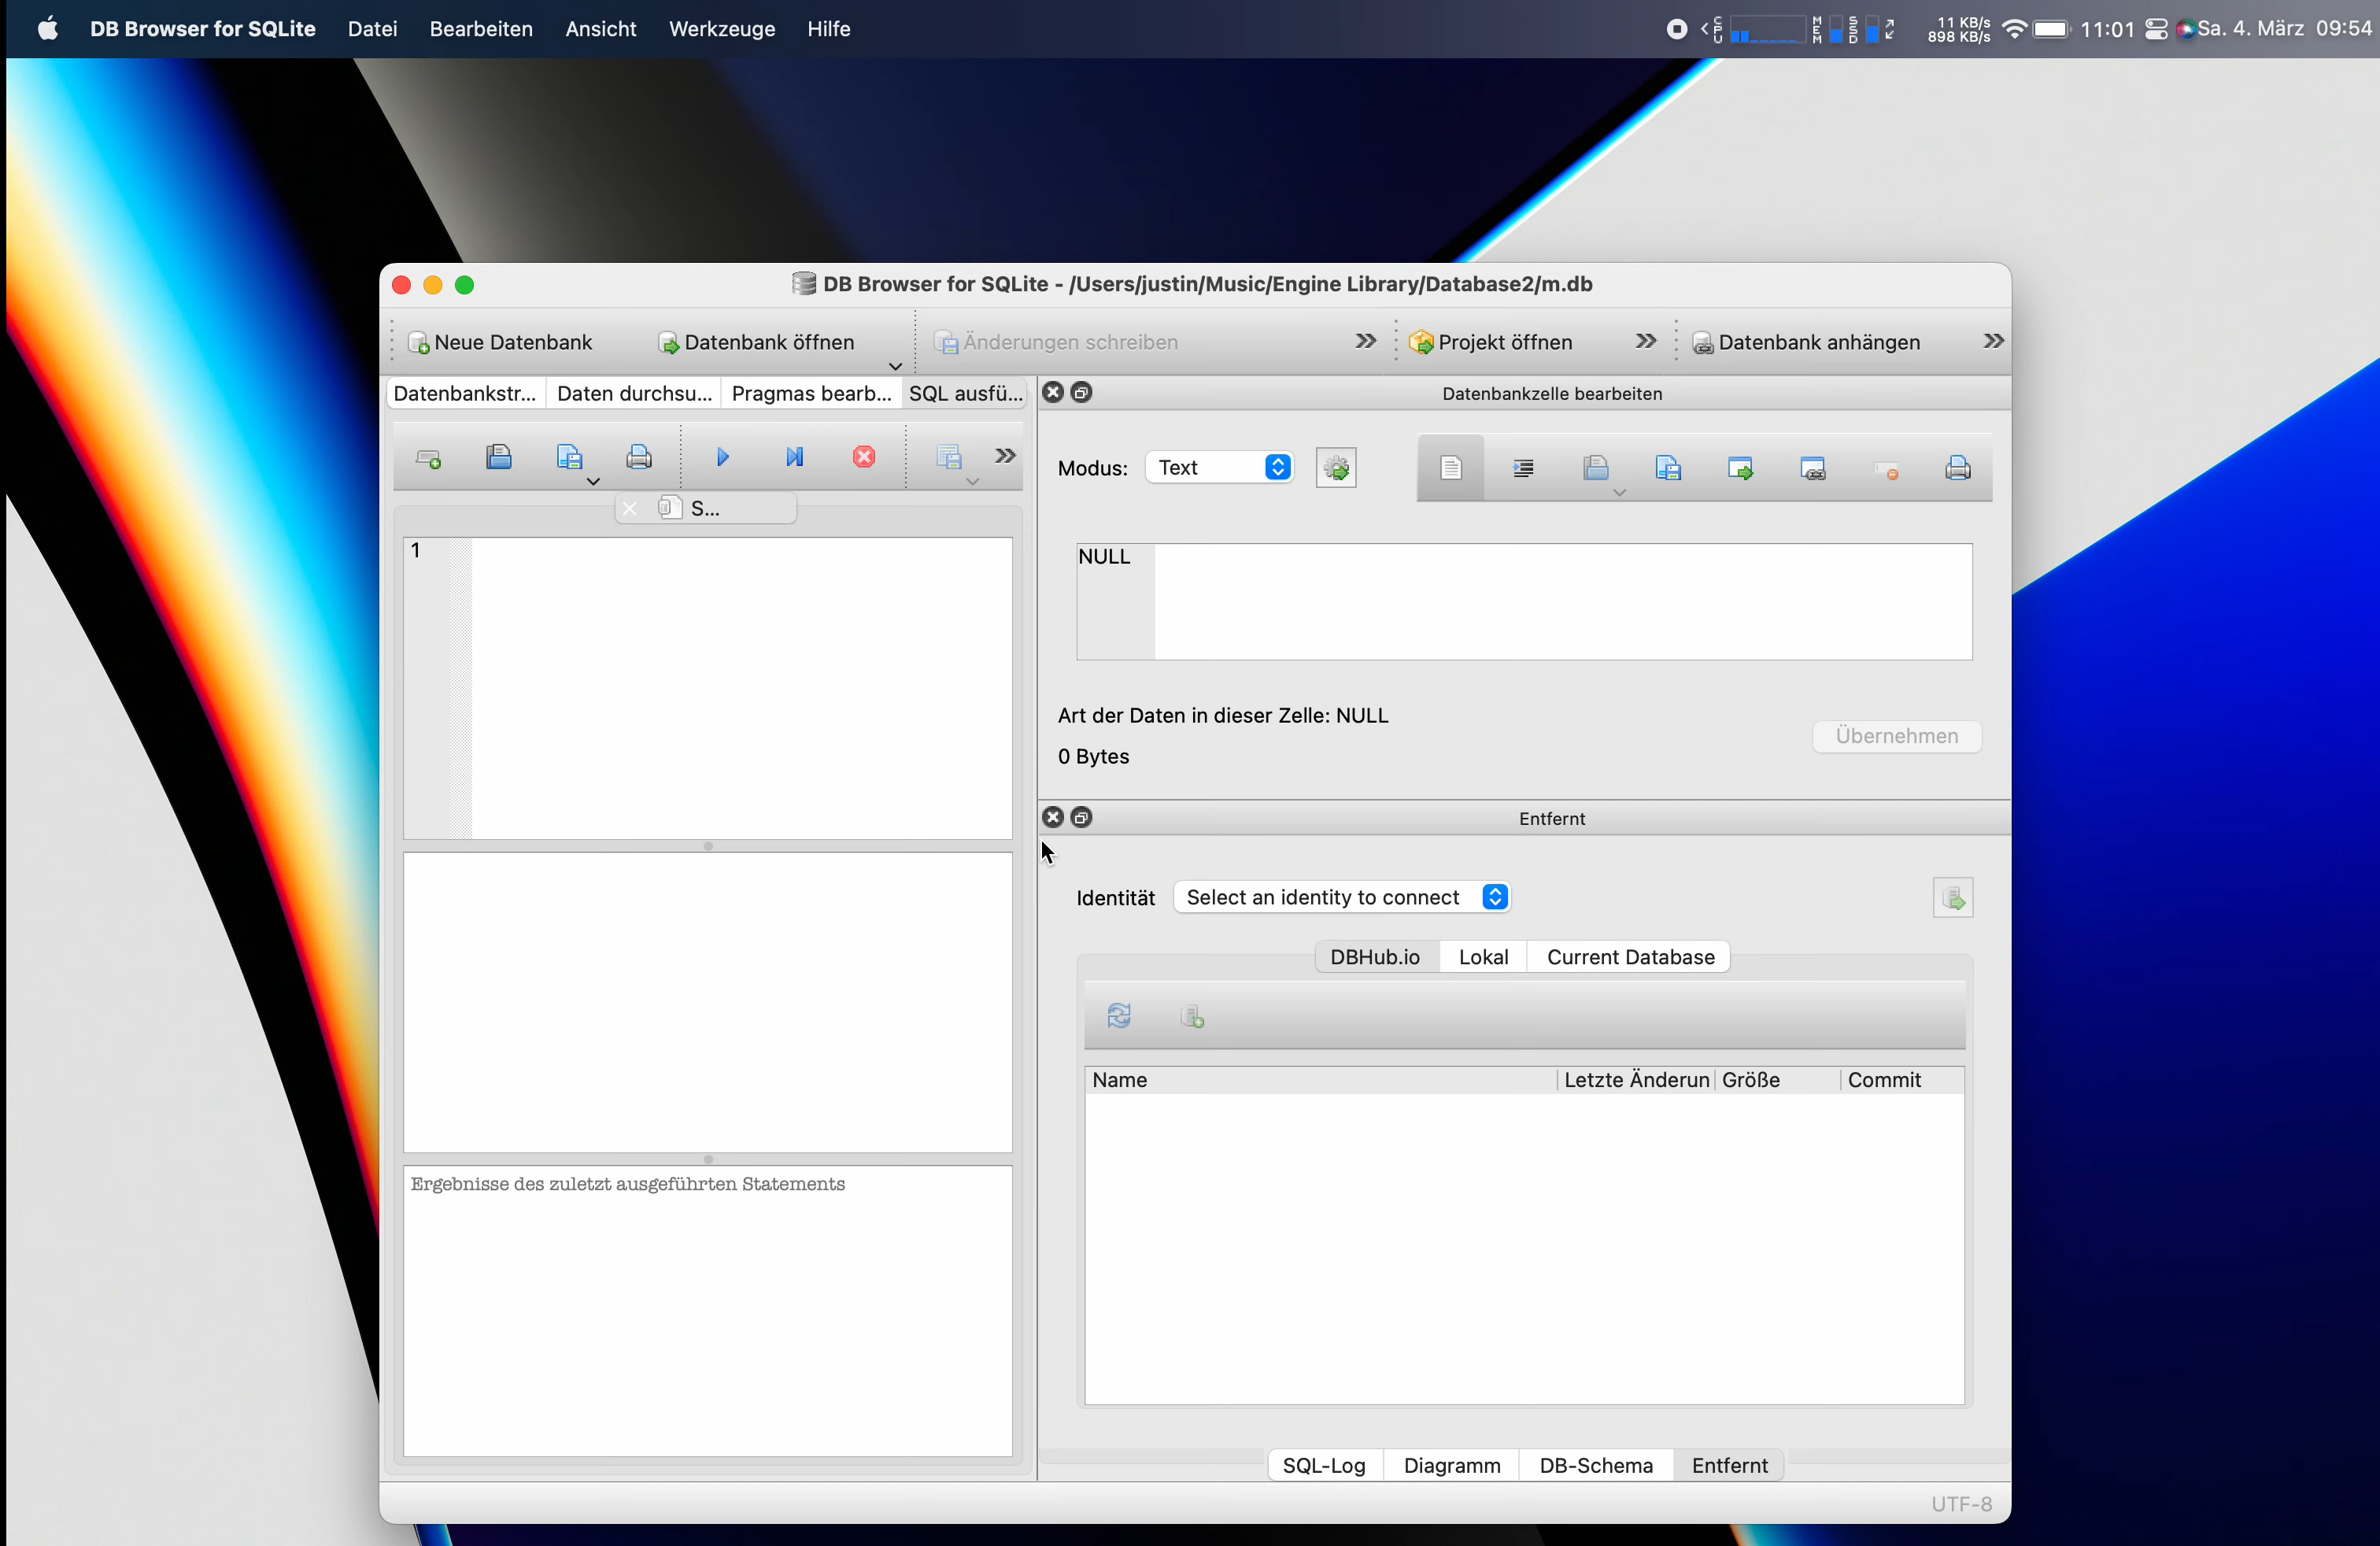 DB Browser for SQLite Datei Bearbeiten Ansicht Werkzeuge Hilfe CPU MEM SSD 11 KB/s 898 KB/s 11:01 Sa. 4. März 09:54
DB Browser for SQLite - /Users/justin/Music/Engine Library/Database2/m.db
Neue Datenbank Datenbank öffnen Änderungen schreiben Projekt öffnen Datenbank anhängen
Datenbankstr... Daten durchsu... Pragmas bearb... SQL ausfü...
Datenbankzelle bearbeiten
Modus: Text
S...
1
NULL
Art der Daten in dieser Zelle: NULL
Übernehmen
0 Bytes
Entfernt
Identität Select an identity to connect
DBHub.io Lokal Current Database
Name Letzte Änderun Größe Commit
Ergebnisse des zuletzt ausgeführten Statements
SQL-Log Diagramm DB-Schema Entfernt
UTF-8